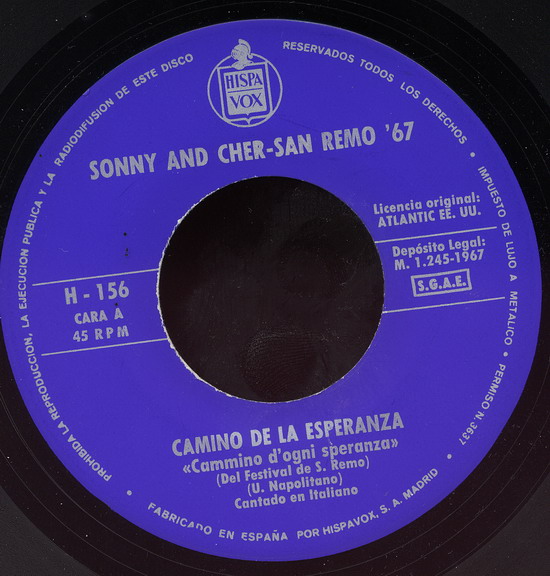 PROHIBIDA LA REPRODUCCION, LA EJECUCION PUBLICA Y LA RADIODIFUSION DE ESTE DISCO
RESERVADOS TODOS LOS DERECHOS • IMPUESTO DE LUJO A METALICO • PERMISO N. 3637 •
HISPA
VOX
SONNY AND CHER-SAN REMO '67
Licencia original:
ATLANTIC EE. UU.
Depósito Legal:
M. 1.245-1967
S.G.A.E.
H - 156
CARA A
45 RPM
CAMINO DE LA ESPERANZA
«Cammino d'ogni speranza»
(Del Festival de S. Remo)
(U. Napolitano)
Cantado en Italiano
• FABRICADO EN ESPAÑA POR HISPAVOX, S. A. MADRID •